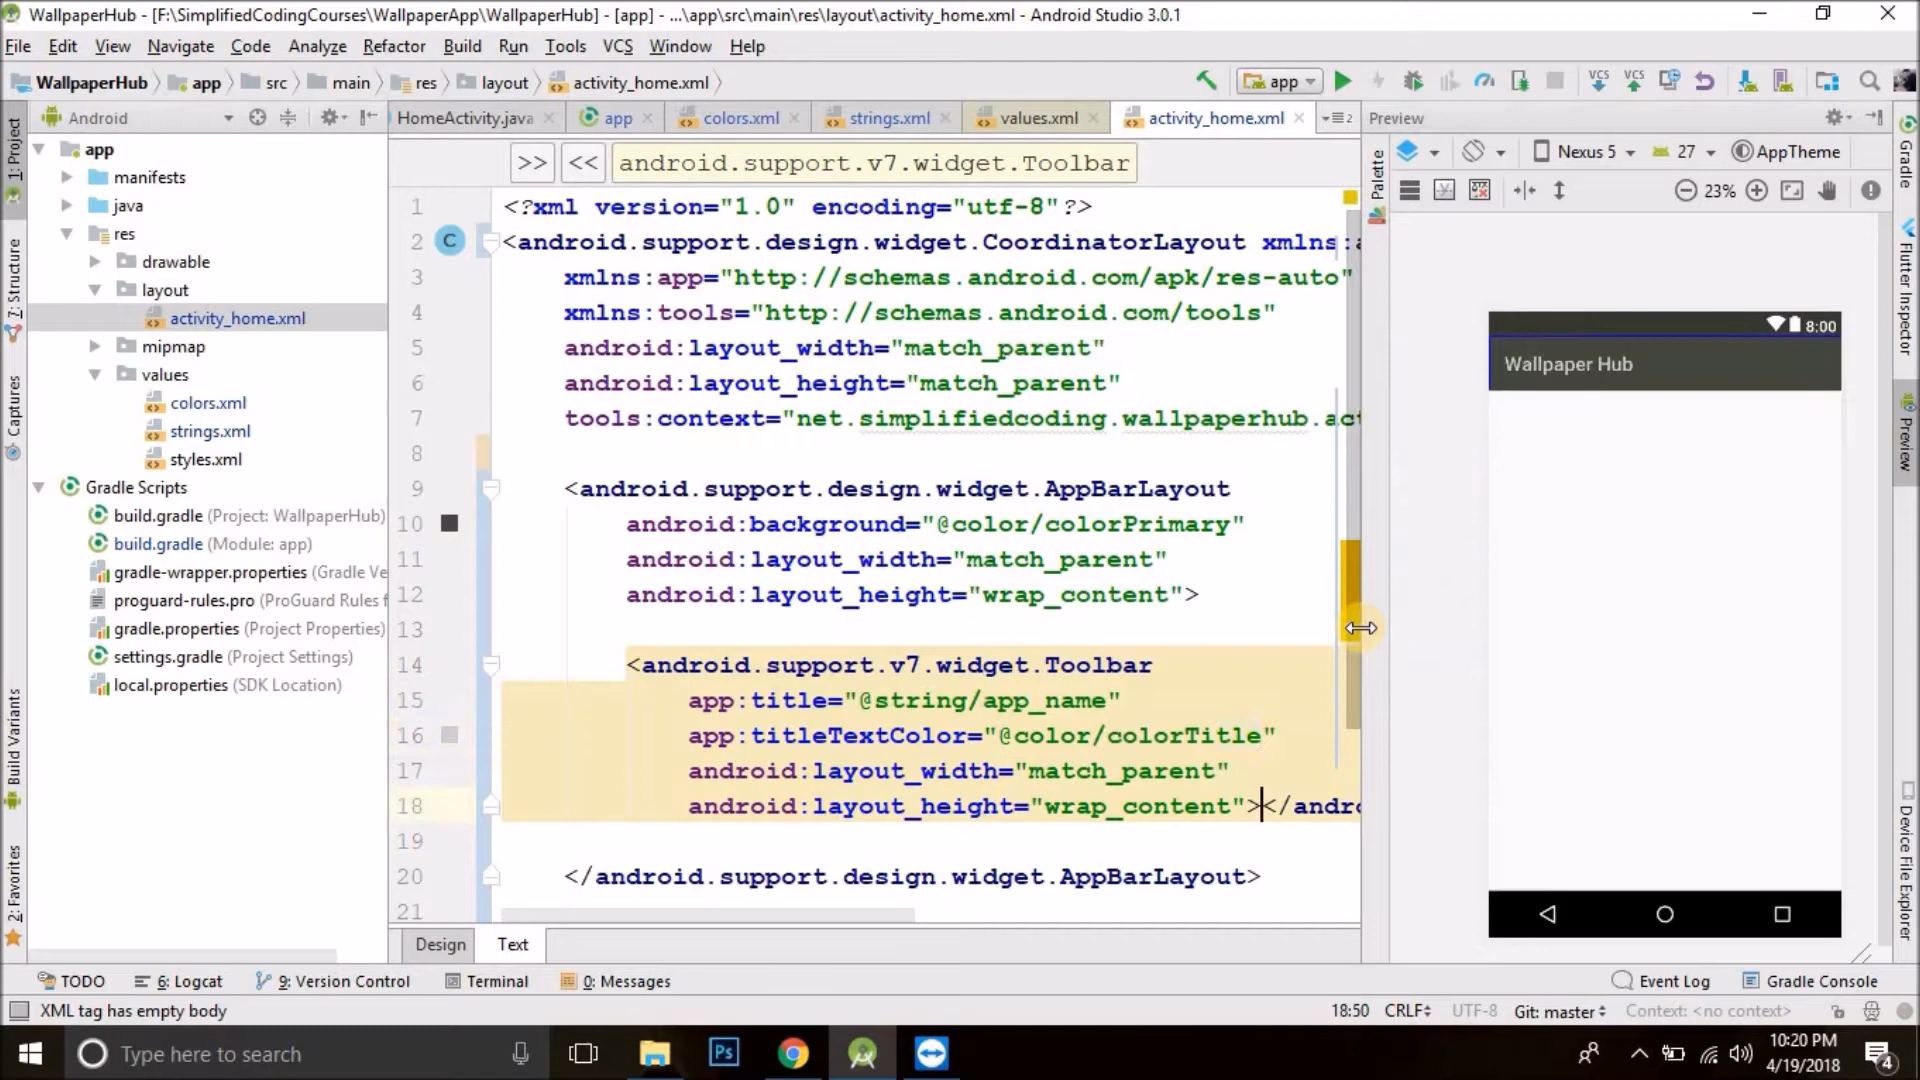 WallpaperHub - [F:\SimplifiedCodingCourses\WallpaperApp\WallpaperHub] - [app] - ...\app\src\main\res\layout\activity_home.xml - Android Studio 3.0.1
File Edit View Navigate Code Analyze Refactor Build Run Tools VCS Window Help
WallpaperHub app src main res layout activity_home.xml app VCS VCS
Android HomeActivity.java app colors.xml strings.xml values.xml activity_home.xml 2 Preview
1: Project
7: Structure
Captures
Build Variants
2: Favorites
app
manifests
java
res
drawable
layout
activity_home.xml
mipmap
values
colors.xml
strings.xml
styles.xml
Gradle Scripts
build.gradle (Project: WallpaperHub)
build.gradle (Module: app)
gradle-wrapper.properties (Gradle Ve
proguard-rules.pro (ProGuard Rules f
gradle.properties (Project Properties)
settings.gradle (Project Settings)
local.properties (SDK Location)
>> << android.support.v7.widget.Toolbar
1 <?xml version="1.0" encoding="utf-8"?>
2 C <android.support.design.widget.CoordinatorLayout xmlns:a
3 xmlns:app="http://schemas.android.com/apk/res-auto"
4 xmlns:tools="http://schemas.android.com/tools"
5 android:layout_width="match_parent"
6 android:layout_height="match_parent"
7 tools:context="net.simplifiedcoding.wallpaperhub.act
8
9 <android.support.design.widget.AppBarLayout
10 android:background="@color/colorPrimary"
11 android:layout_width="match_parent"
12 android:layout_height="wrap_content">
13
14 <android.support.v7.widget.Toolbar
15 app:title="@string/app_name"
16 app:titleTextColor="@color/colorTitle"
17 android:layout_width="match_parent"
18 android:layout_height="wrap_content"></andro
19
20 </android.support.design.widget.AppBarLayout>
21
Design Text
Palette
Nexus 5 27 AppTheme
23%
8:00
Wallpaper Hub
Gradle
Flutter Inspector
Preview
Device File Explorer
TODO 6: Logcat 9: Version Control Terminal 0: Messages Event Log Gradle Console
XML tag has empty body 18:50 CRLF UTF-8 Git: master Context: <no context>
Type here to search Ps 10:20 PM
4/19/2018 4